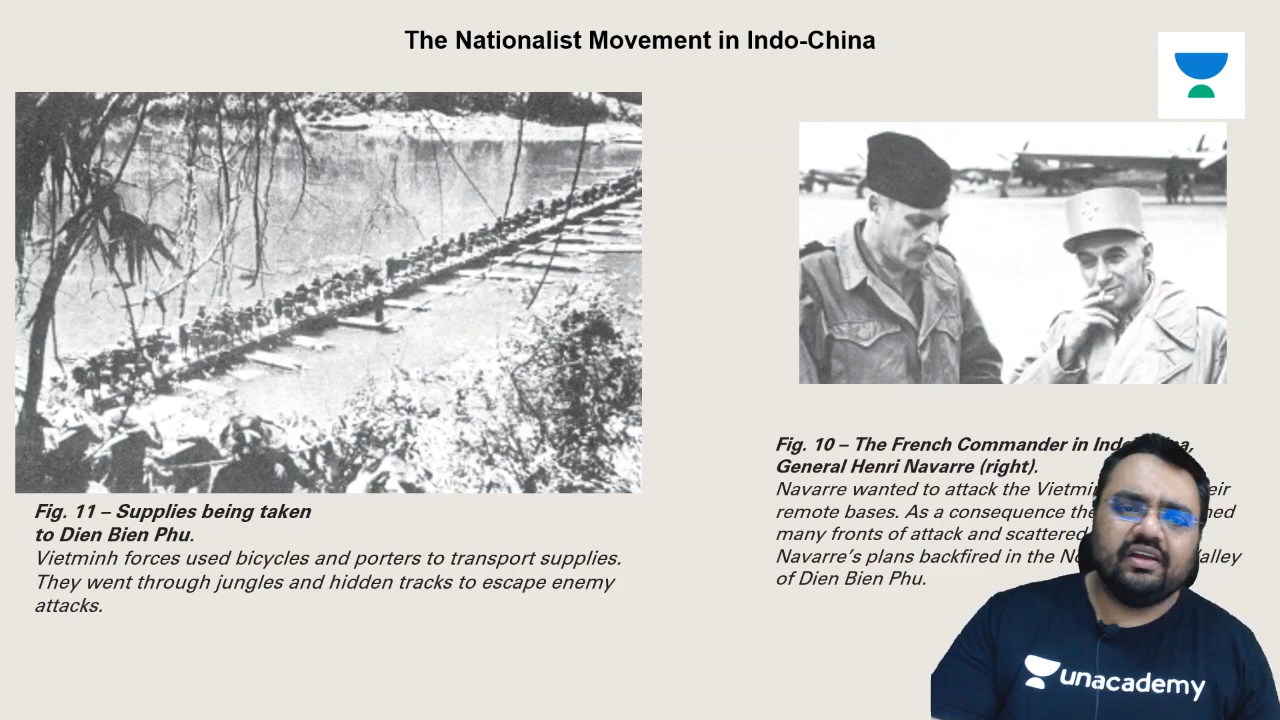 The Nationalist Movement in Indo-China
Fig. 11 – Supplies being taken
to Dien Bien Phu.
Vietminh forces used bicycles and porters to transport supplies.
They went through jungles and hidden tracks to escape enemy
attacks.
Fig. 10 – The French Commander in
General Henri Navarre (right).
Navarre wanted to attack the
remote bases. As a consequence
many fronts of attack and scattered
Navarre's plans backfired in the
of Dien Bien Phu.
unacademy